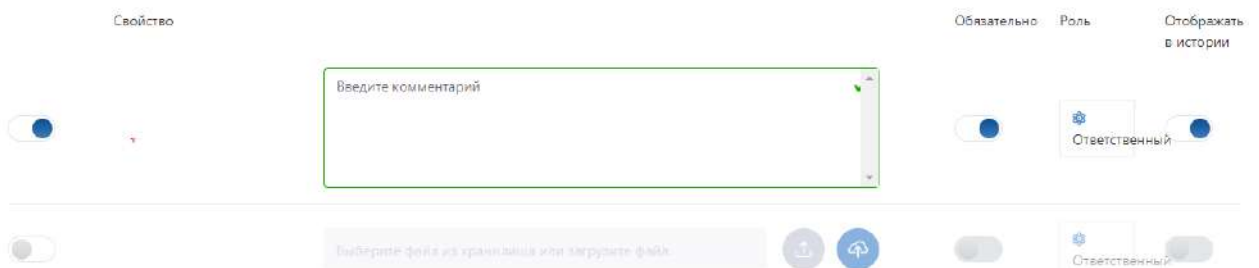 Свойство
Обязательно
Роль
Отображать
в истории
Введите комментарий
Ответственный
Выберите файл из хранилища или загрузите файл
Ответственный